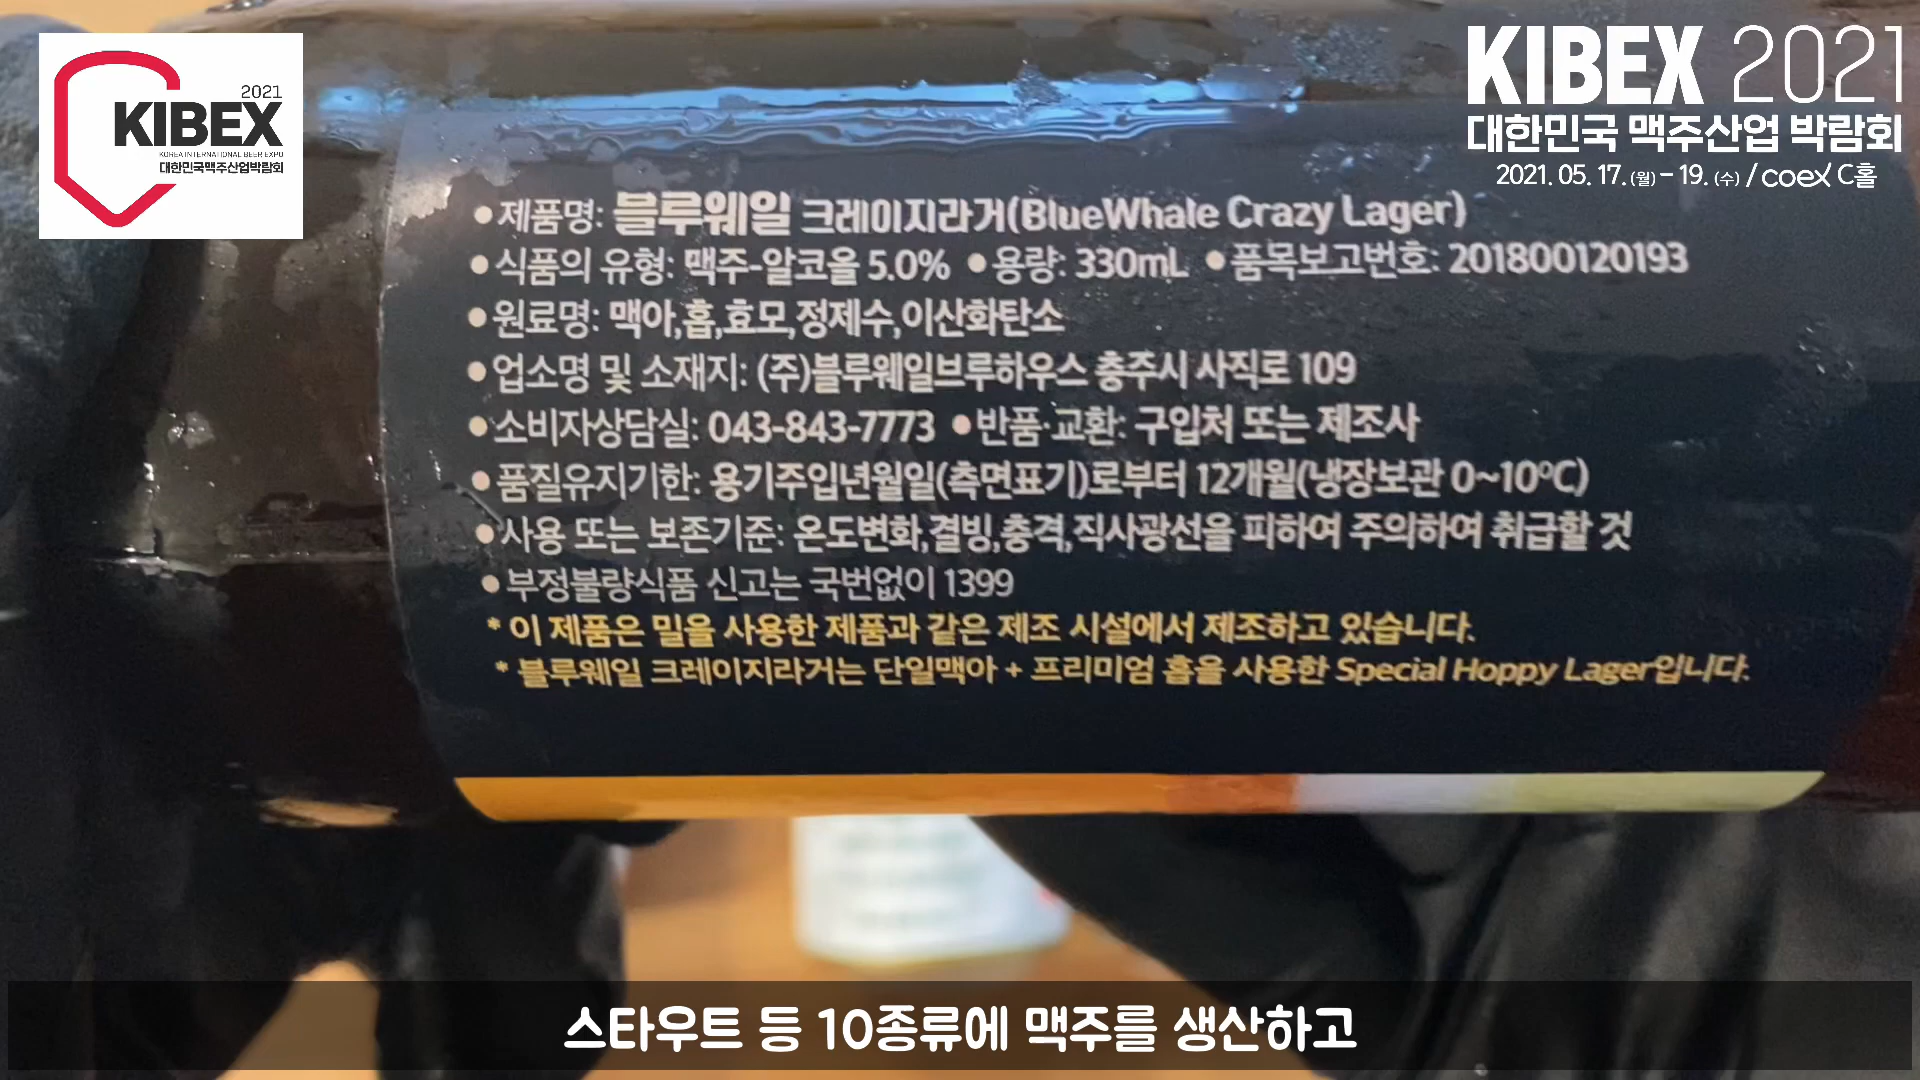 2021
KIBEX
KOREA INTERNATIONAL BEER EXPO
대한민국맥주산업박람회
KIBEX 2021
대한민국 맥주산업 박람회
2021. 05. 17.(월) - 19.(수) / coex C홀
•제품명: 블루웨일 크레이지라거(BlueWhale Crazy Lager)
•식품의 유형: 맥주-알코올 5.0% •용량: 330mL •품목보고번호: 201800120193
•원료명: 맥아,홉,효모,정제수,이산화탄소
•업소명 및 소재지: (주)블루웨일브루하우스 충주시 사직로 109
•소비자상담실: 043-843-7773 •반품·교환: 구입처 또는 제조사
•품질유지기한: 용기주입년월일(측면표기)로부터 12개월(냉장보관 0~10ºC)
•사용 또는 보존기준: 온도변화,결빙,충격,직사광선을 피하여 주의하여 취급할 것
•부정불량식품 신고는 국번없이 1399
* 이 제품은 밀을 사용한 제품과 같은 제조 시설에서 제조하고 있습니다.
* 블루웨일 크레이지라거는 단일맥아 + 프리미엄 홉을 사용한 Special Hoppy Lager입니다.
스타우트 등 10종류에 맥주를 생산하고